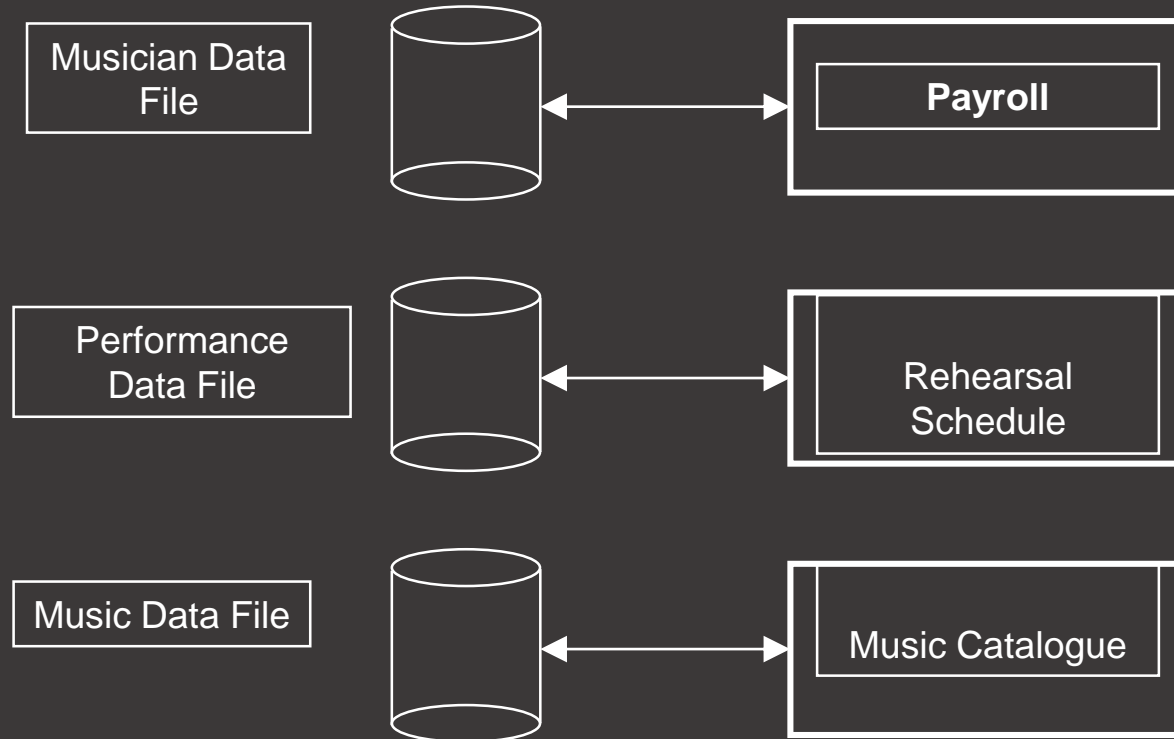 Musician Data
File
Payroll
Performance
Data File
Rehearsal
Schedule
Music Data File
Music Catalogue